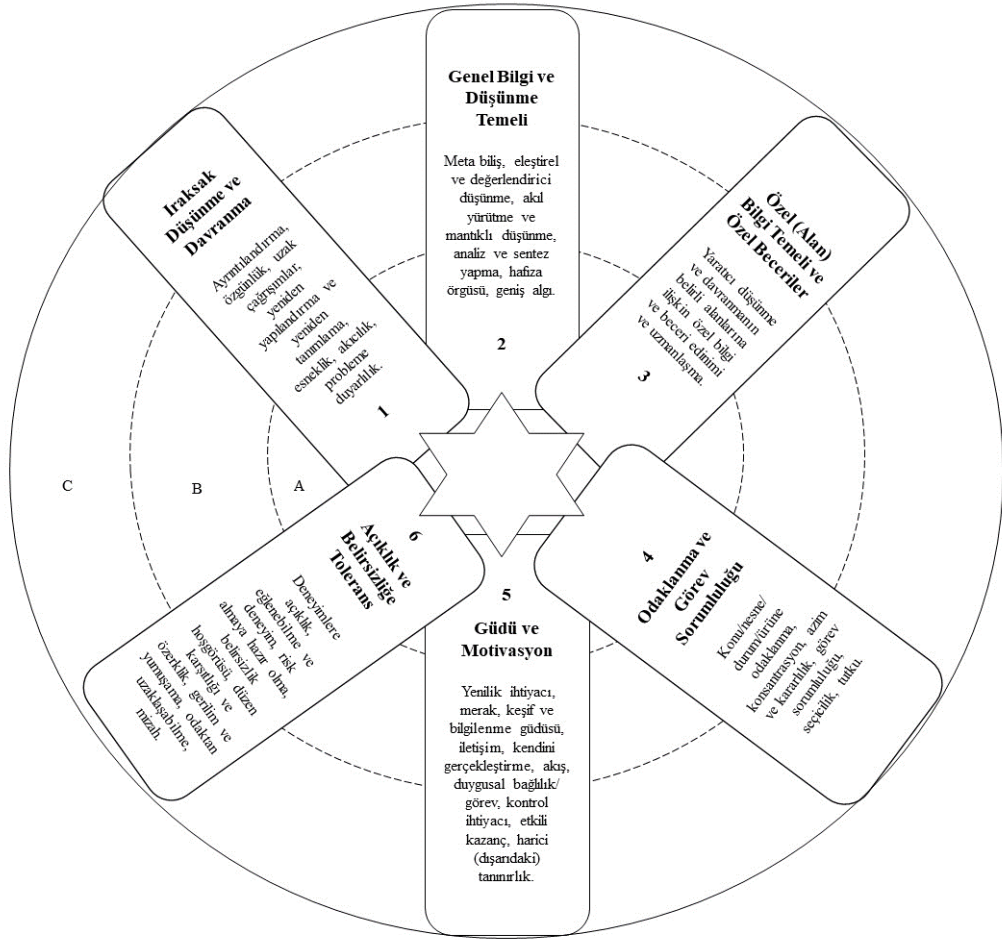 Iraksak
Düşünme ve
Davranma
Ayrıntılandırma,
özgünlük, uzak
çağrışımlar,
yeniden
yapılandırma ve
yeniden
tanımlama,
esneklik, akıcılık,
probleme
duyarlılık.
1
Genel Bilgi ve
Düşünme
Temeli
Meta biliş, eleştirel
ve değerlendirici
düşünme, akıl
yürütme ve
mantıklı düşünme,
analiz ve sentez
yapma, hafıza
örgüsü, geniş algı.
2
Özel (Alan)
Bilgi Temeli ve
Özel Beceriler
Yaratıcı düşünme
ve davranmanın
belirli alanlarına
ilişkin özel bilgi
ve beceri edinimi
ve uzmanlaşma.
3
4
Odaklanma ve
Görev
Sorumluluğu
Konu/nesne/
durum/ürüne
odaklanma,
konsantrasyon, azim
ve kararlılık, görev
sorumluluğu,
seçicilik, tutku.
5
Güdü ve
Motivasyon
Yenilik ihtiyacı,
merak, keşif ve
bilgilenme güdüsü,
iletişim, kendini
gerçekleştirme, akış,
duygusal bağlılık/
görev, kontrol
ihtiyacı, etkili
kazanç, harici
(dışarıdaki)
tanınırlık.
6
Açıklık ve
Belirsizliğe
Tolerans
Deneyimlere
açıklık,
eğlenebilme ve
deneyim, risk
almaya hazır olma,
belirsizlik
hoşgörüsü, düzen
karşıtlığı ve
özerklik, gerilim ve
yumuşama, odaktan
uzaklaşabilme,
mizah.
C
B
A